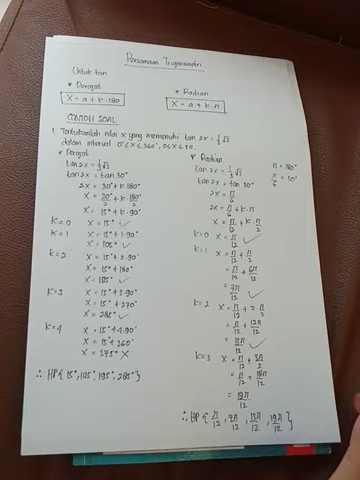 Persamaan Trigonometri
Untuk tan
* Derajat
X = a + k · 180
* Radian
X = a + k · π
CONTOH SOAL
1. Tentukanlah nilai x yang memenuhi tan 2x = 1/3 √3
dalam interval 0° ≤ x ≤ 360°, 0 ≤ x ≤ 2π.
* Derajat
tan 2x = 1/3 √3
tan 2x = tan 30°
2x = 30° + k · 180°
x = 30°/2 + k · 180°/2
x = 15° + k · 90°
k = 0 x = 15° ✓
k = 1 x = 15° + 1 · 90°
x = 105° ✓
k = 2 x = 15° + 2 · 90°
x = 15° + 180°
x = 195° ✓
k = 3 x = 15° + 3 · 90°
x = 15° + 270°
x = 285° ✓
k = 4 x = 15° + 4 · 90°
x = 15° + 360°
x = 375° ✗
∴ HP { 15°, 105°, 195°, 285° }
* Radian
tan 2x = 1/3 √3
tan 2x = tan 30°
2x = π/6
2x = π/6 + k · π
x = π/12 + k · π/2
k = 0 x = π/12 ✓
k = 1 x = π/12 + π/2
= π/12 + 6π/12
= 7π/12 ✓
k = 2 x = π/12 + 2 · π/2
= π/12 + 12π/12
= 13π/12 ✓
k = 3 x = π/12 + 3π/2
= π/12 + 18π/12
= 19π/12
∴ HP { π/12, 7π/12, 13π/12, 19π/12 }
π = 180°
π/6 = 30°